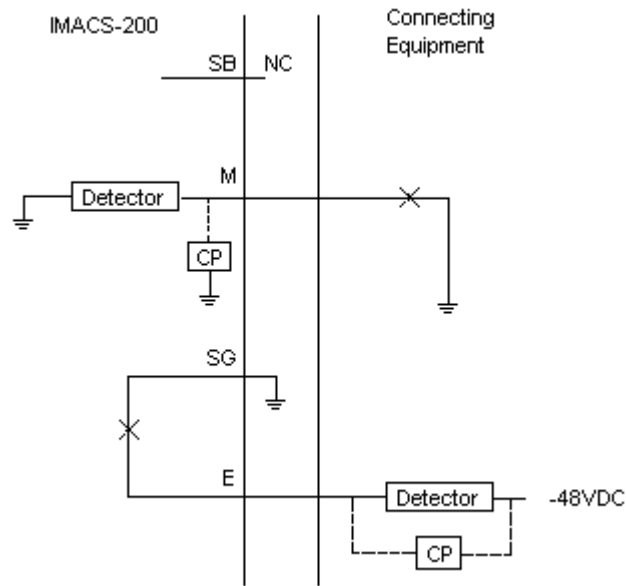 IMACS-200
Connecting
Equipment
SB NC
M
Detector
CP
SG
E
Detector -48VDC
CP